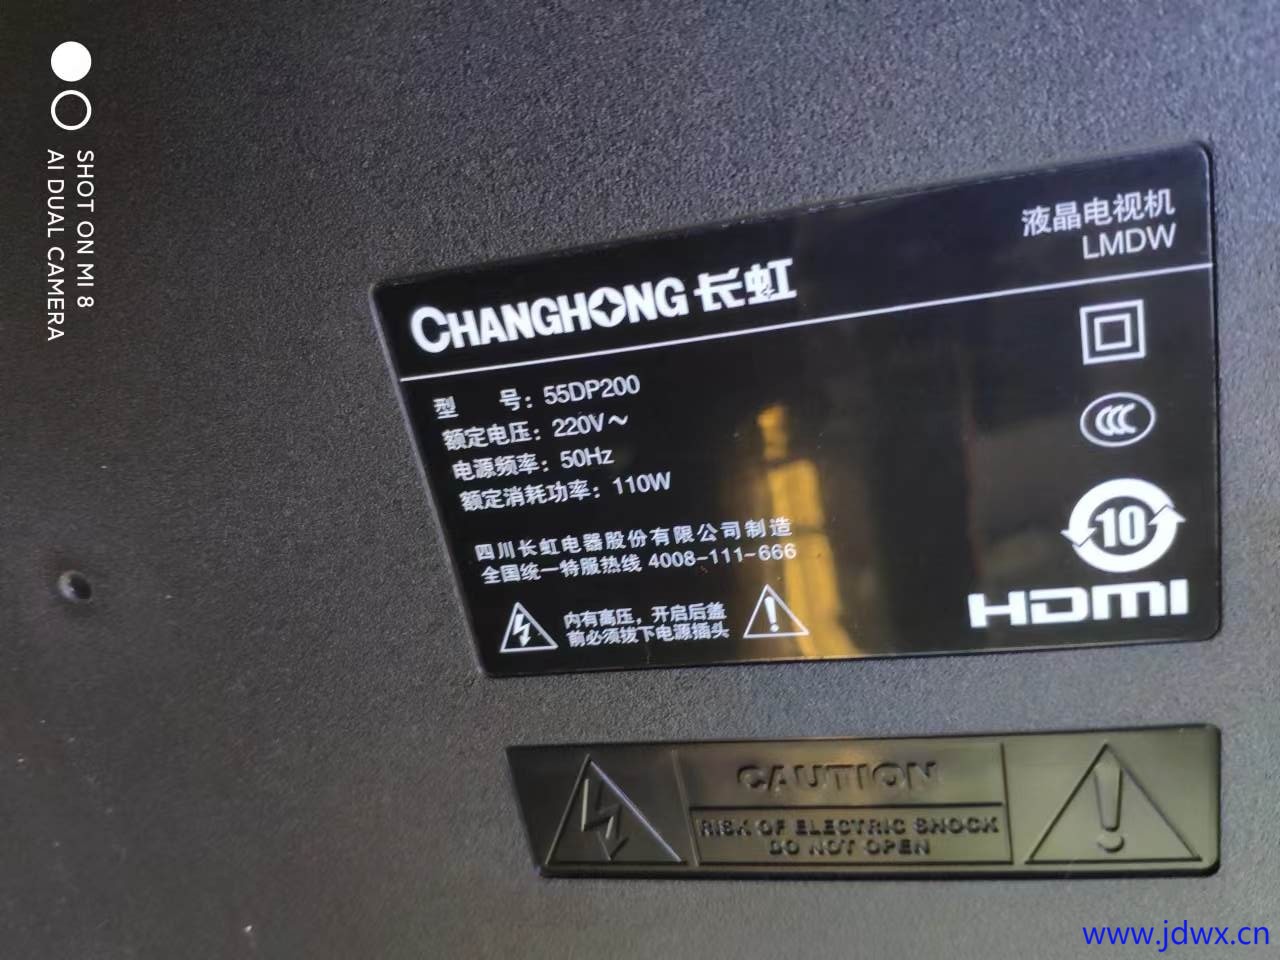 SHOT ON MI 8
AI DUAL CAMERA
液晶电视机
LMDW
CHANGHONG 长虹
型 号：55DP200
额定电压：220V～
电源频率：50Hz
额定消耗功率：110W
四川长虹电器股份有限公司制造
全国统一特服热线 4008-111-666
内有高压，开启后盖
前必须拔下电源插头
10
HDMI
CAUTION
RISK OF ELECTRIC SHOCK
DO NOT OPEN
www.jdwx.cn